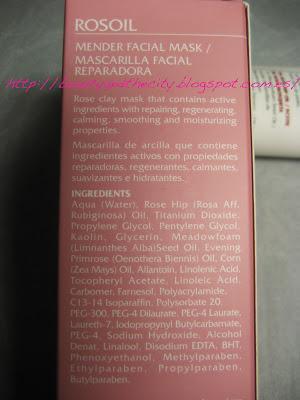 ROSOIL
MENDER FACIAL MASK /
MASCARILLA FACIAL
REPARADORA
http://beautyonthecity.blogspot.com.es/
Rose clay mask that contains active
ingredients with repairing, regenerating,
calming, smoothing and moisturizing
properties.
Mascarilla de arcilla que contiene
ingredientes activos con propiedades
reparadoras, regenerantes, calmantes,
suavizantes e hidratantes.
INGREDIENTS
Aqua (Water), Rose Hip (Rosa Aff.
Rubiginosa) Oil, Titanium Dioxide,
Propylene Glycol, Pentylene Glycol,
Kaolin, Glycerin, Meadowfoam
(Limnanthes Alba)Seed Oil, Evening
Primrose (Oenothera Biennis) Oil, Corn
(Zea Mays) Oil, Allantoin, Linolenic Acid,
Tocopheryl Acetate, Linoleic Acid,
Carbomer, Farnesol, Polyacrylamide,
C13-14 Isoparaffin, Polysorbate 20,
PEG-300, PEG-4 Dilaurate, PEG-4 Laurate,
Laureth-7, Iodopropynyl Butylcarbamate,
PEG-4, Sodium Hydroxide, Alcohol
Denat, Linalool, Disodium EDTA, BHT,
Phenoxyethanol, Methylparaben,
Ethylparaben, Propylparaben,
Butylparaben.